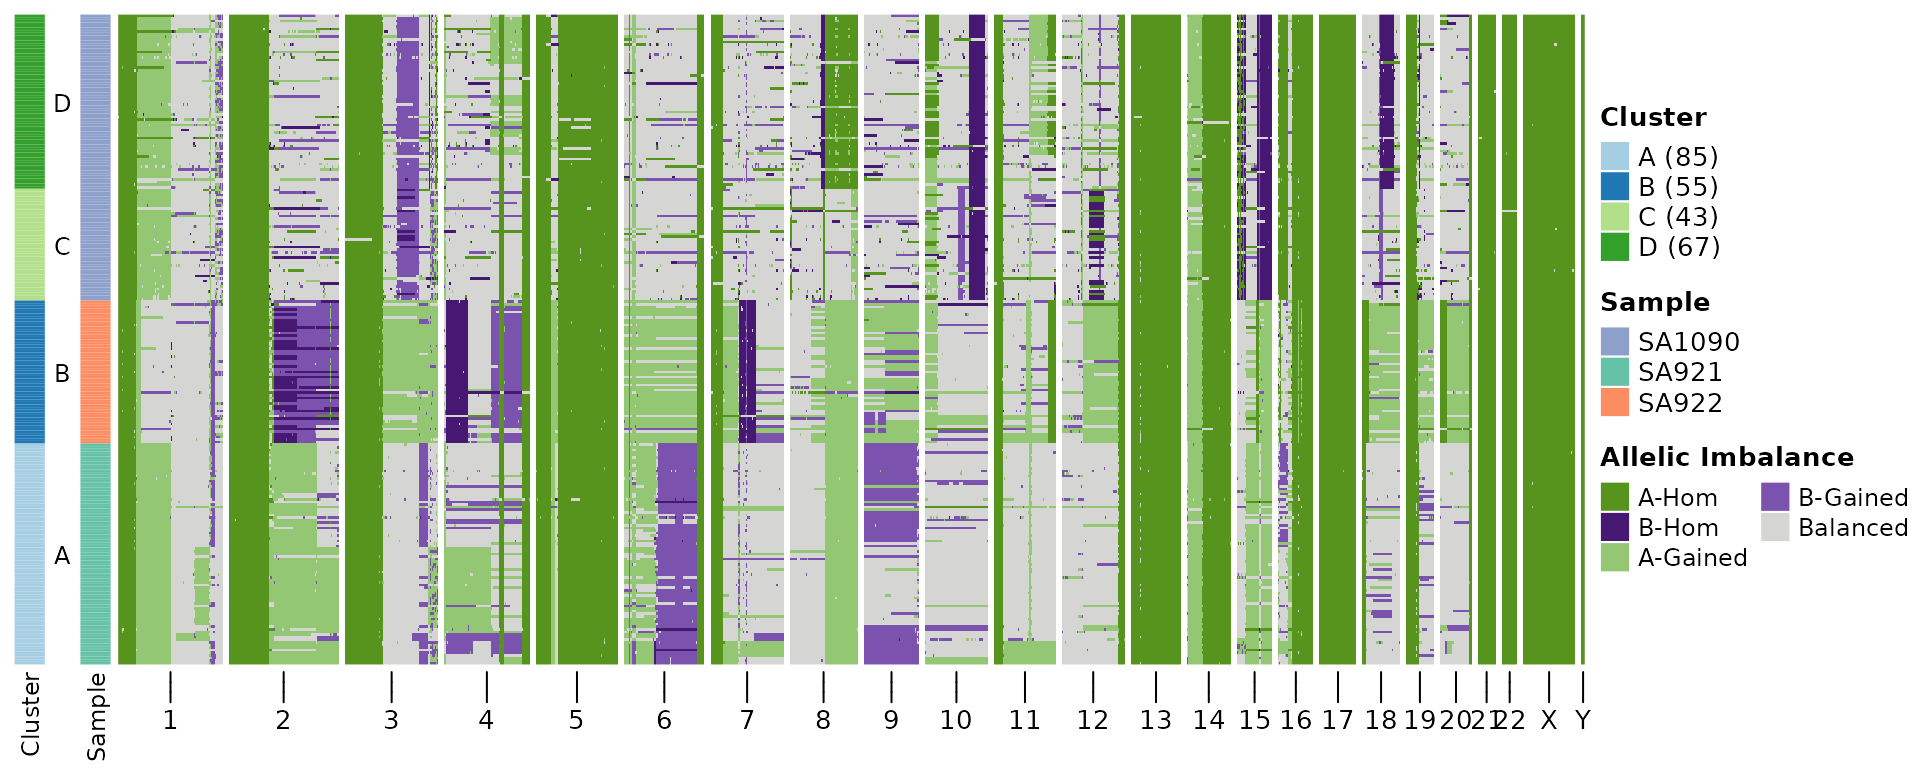 D
C
B
A
Cluster
Sample
1 2 3 4 5 6 7 8 9 10 11 12 13 14 15 16 17 18 19 20 21 22 X Y
Cluster
A (85)
B (55)
C (43)
D (67)
Sample
SA1090
SA921
SA922
Allelic Imbalance
A-Hom B-Gained
B-Hom Balanced
A-Gained